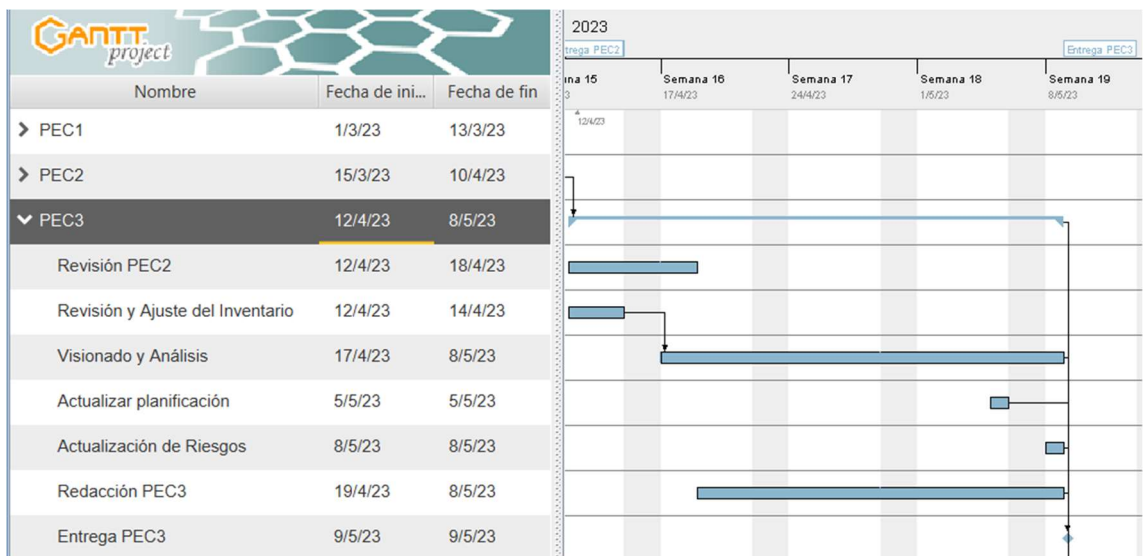 GANTT
project
2023
trega PEC2
Entrega PEC3
ana 15 Semana 16 Semana 17 Semana 18 Semana 19
3 17/4/23 24/4/23 1/5/23 8/5/23
12/4/23
Nombre Fecha de ini... Fecha de fin
PEC1 1/3/23 13/3/23
PEC2 15/3/23 10/4/23
PEC3 12/4/23 8/5/23
Revisión PEC2 12/4/23 18/4/23
Revisión y Ajuste del Inventario 12/4/23 14/4/23
Visionado y Análisis 17/4/23 8/5/23
Actualizar planificación 5/5/23 5/5/23
Actualización de Riesgos 8/5/23 8/5/23
Redacción PEC3 19/4/23 8/5/23
Entrega PEC3 9/5/23 9/5/23